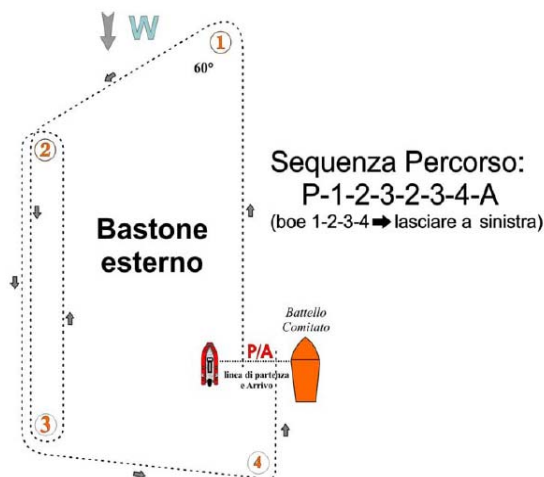 W
1
60°
2
Sequenza Percorso:
P-1-2-3-2-3-4-A
(boe 1-2-3-4 ➡ lasciare a sinistra)
Bastone
esterno
Battello
Comitato
P/A
linea di partenza
e Arrivo
3
4